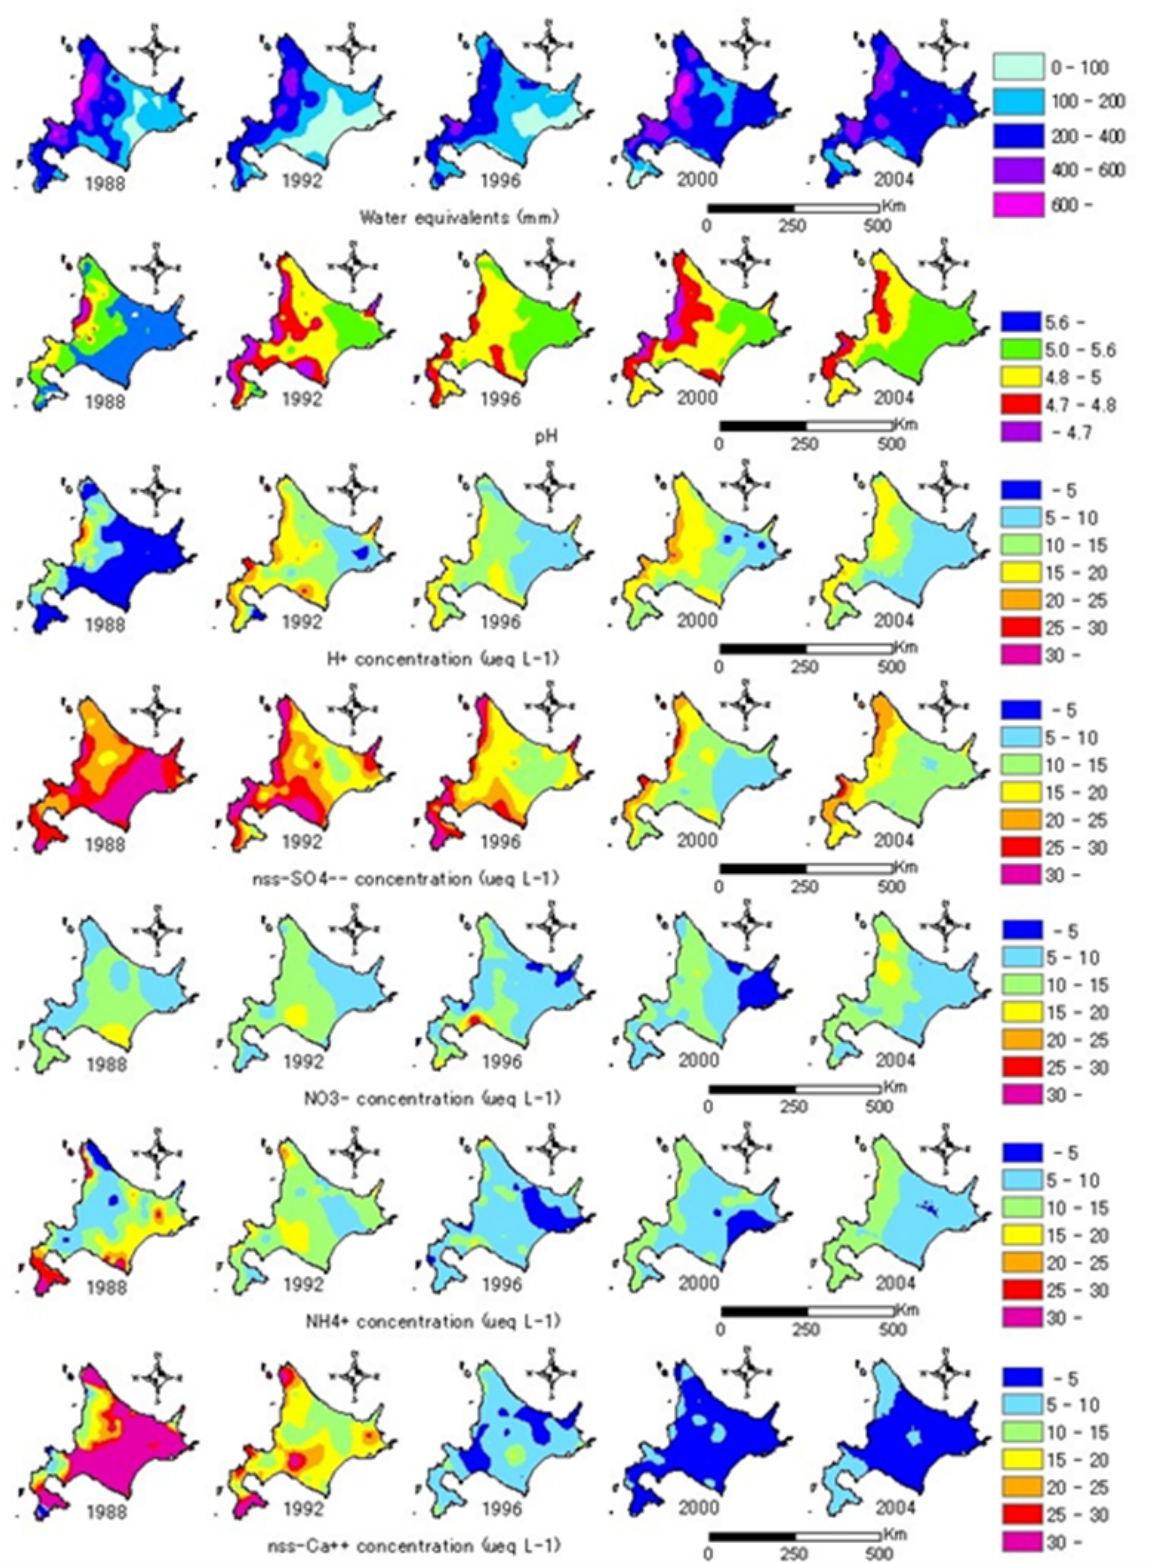 1988 1992 1996 2000 2004
Water equivalents (mm)
0 250 500 Km
0 - 100
100 - 200
200 - 400
400 - 600
600 -
1988 1992 1996 2000 2004
pH
0 250 500 Km
5.6 -
5.0 - 5.6
4.8 - 5
4.7 - 4.8
- 4.7
1988 1992 1996 2000 2004
H+ concentration (ueq L-1)
0 250 500 Km
- 5
5 - 10
10 - 15
15 - 20
20 - 25
25 - 30
30 -
1988 1992 1996 2000 2004
nss-SO4-- concentration (ueq L-1)
0 250 500 Km
- 5
5 - 10
10 - 15
15 - 20
20 - 25
25 - 30
30 -
1988 1992 1996 2000 2004
NO3- concentration (ueq L-1)
0 250 500 Km
- 5
5 - 10
10 - 15
15 - 20
20 - 25
25 - 30
30 -
1988 1992 1996 2000 2004
NH4+ concentration (ueq L-1)
0 250 500 Km
- 5
5 - 10
10 - 15
15 - 20
20 - 25
25 - 30
30 -
1988 1992 1996 2000 2004
nss-Ca++ concentration (ueq L-1)
0 250 500 Km
- 5
5 - 10
10 - 15
15 - 20
20 - 25
25 - 30
30 -